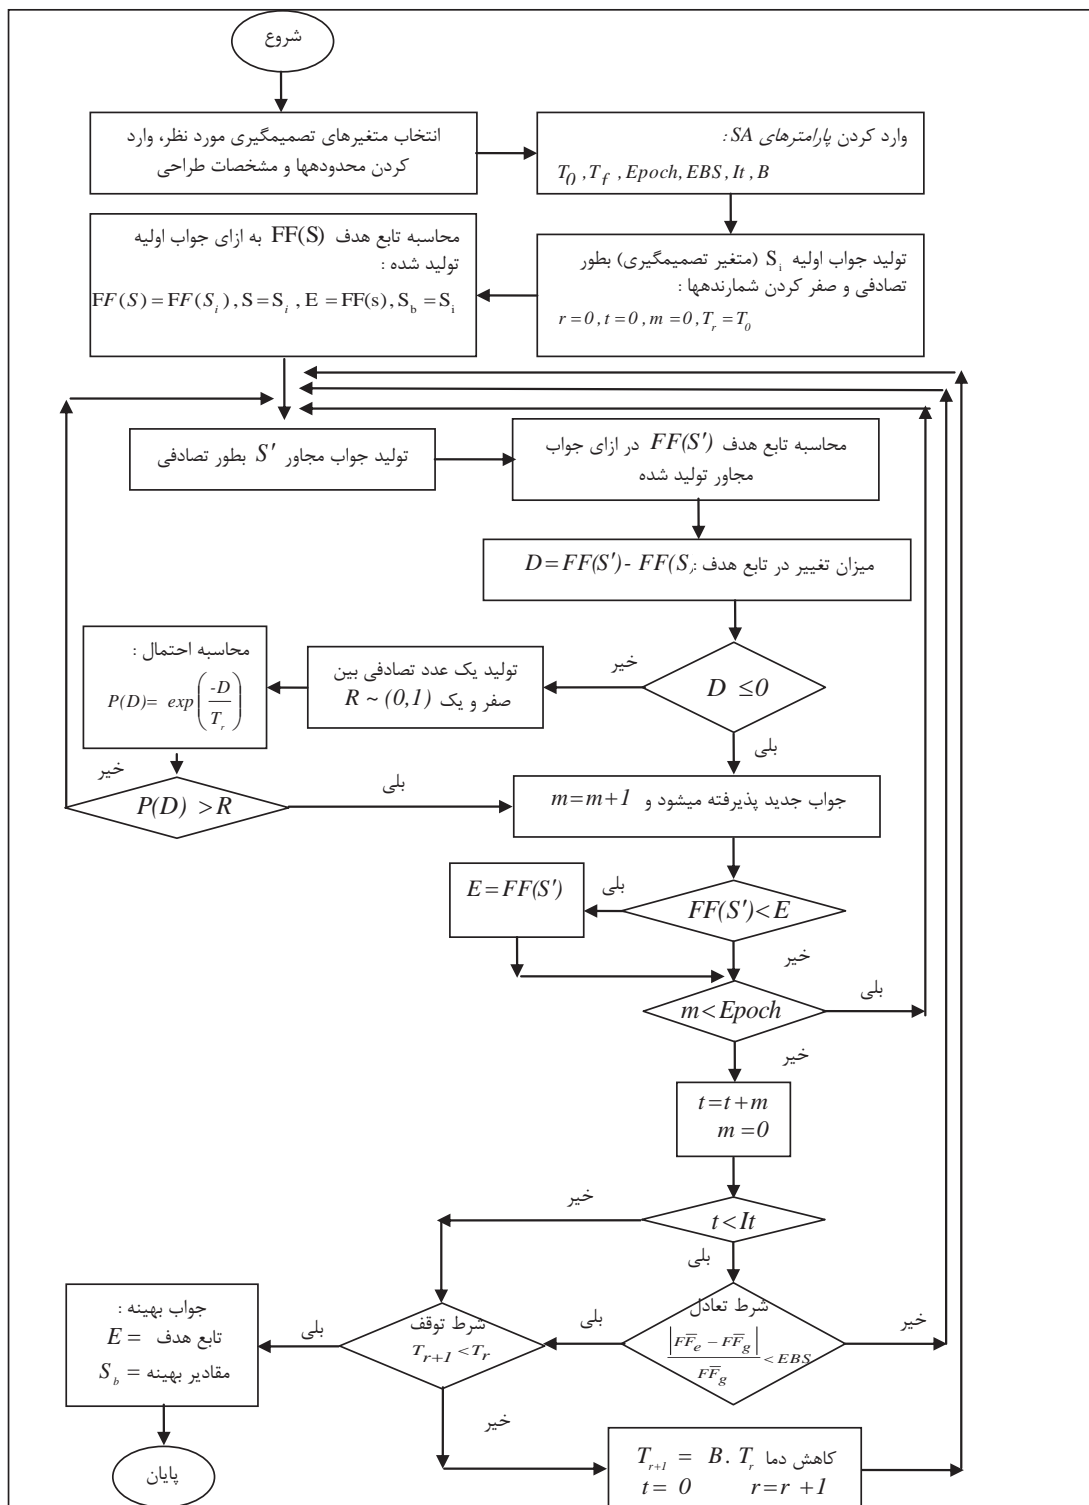 شروع
انتخاب متغیرهای تصمیمگیری مورد نظر، وارد
کردن محدودهها و مشخصات طراحی
وارد کردن پارامترهای SA :
T0 , Tf , Epoch, EBS, It , B
تولید جواب اولیه Si (متغیر تصمیمگیری) بطور
تصادفی و صفر کردن شمارندهها :
r=0, t=0, m=0, Tr=T0
محاسبه تابع هدف FF(S) به ازای جواب اولیه
تولید شده :
FF(S)=FF(Si), S=Si , E=FF(s), Sb=Si
تولید جواب مجاور S′ بطور تصادفی
محاسبه تابع هدف FF(S′) در ازای جواب
مجاور تولید شده
میزان تغییر در تابع هدف : D=FF(S′)- FF(S)
D ≤0
خیر
بلی
تولید یک عدد تصادفی بین
صفر و یک R ~ (0,1)
محاسبه احتمال :
P(D)= exp(-D/Tr)
خیر
P(D) >R
بلی
جواب جدید پذیرفته میشود و m=m+1
FF(S′)<E
بلی
E=FF(S′)
خیر
m<Epoch
بلی
خیر
t=t+m
m=0
t<It
خیر
بلی
شرط تعادل
|FF̅e − FF̅g| / FF̅g <EBS
خیر
بلی
شرط توقف
Tr+1 <Tr
بلی
خیر
جواب بهینه :
تابع هدف = E
مقادیر بهینه = Sb
کاهش دما Tr+1 = B. Tr
t= 0 r=r +1
پایان